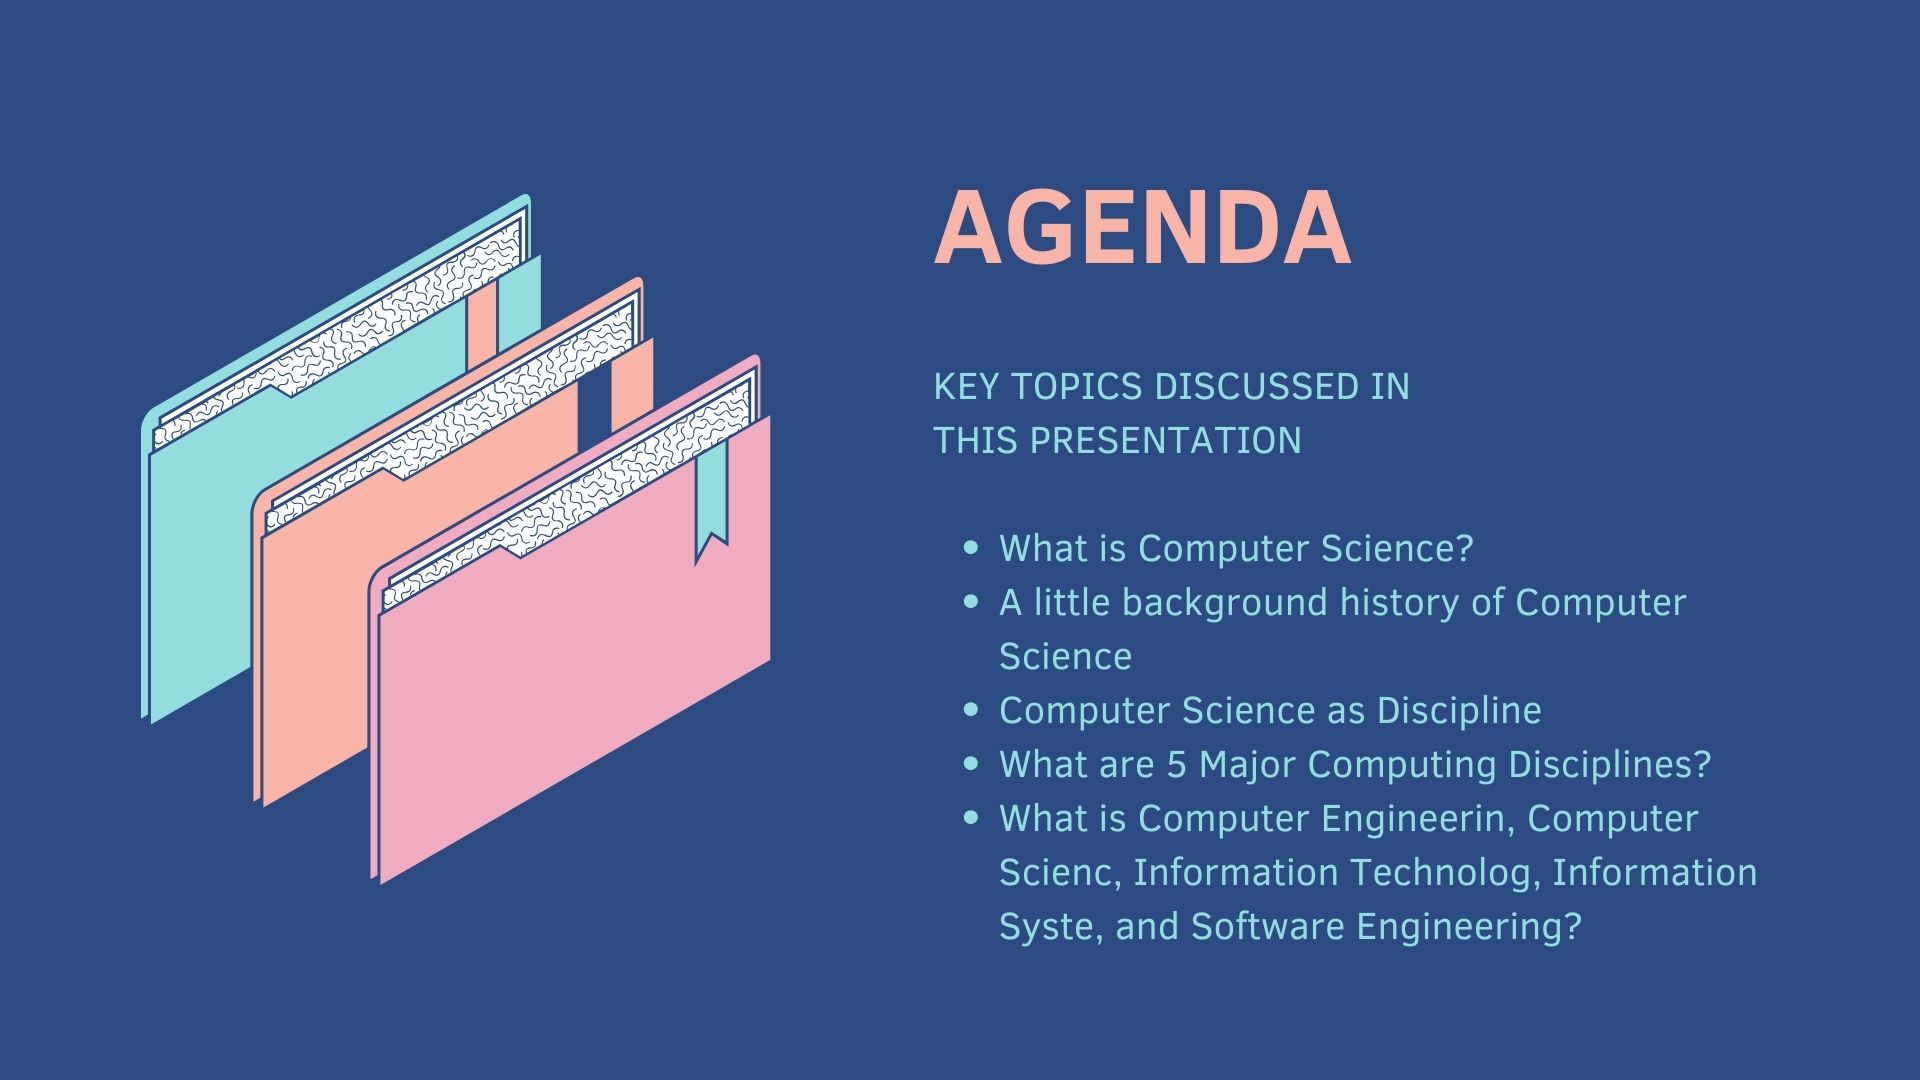 AGENDA
KEY TOPICS DISCUSSED IN
THIS PRESENTATION
• What is Computer Science?
• A little background history of Computer
Science
• Computer Science as Discipline
• What are 5 Major Computing Disciplines?
• What is Computer Engineerin, Computer
Scienc, Information Technolog, Information
Syste, and Software Engineering?